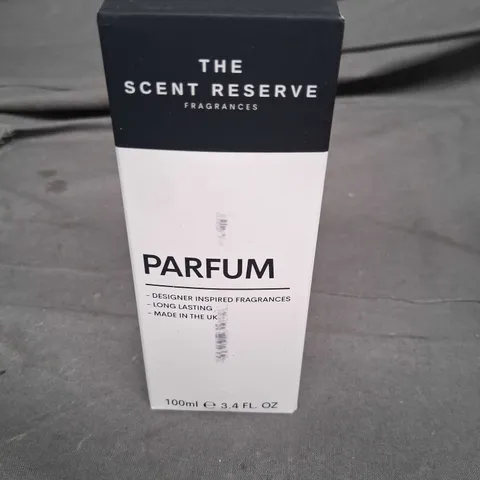 THE
SCENT RESERVE
FRAGRANCES
PARFUM
- DESIGNER INSPIRED FRAGRANCES
- LONG LASTING
- MADE IN THE UK
100ml ℮ 3.4 FL. OZ